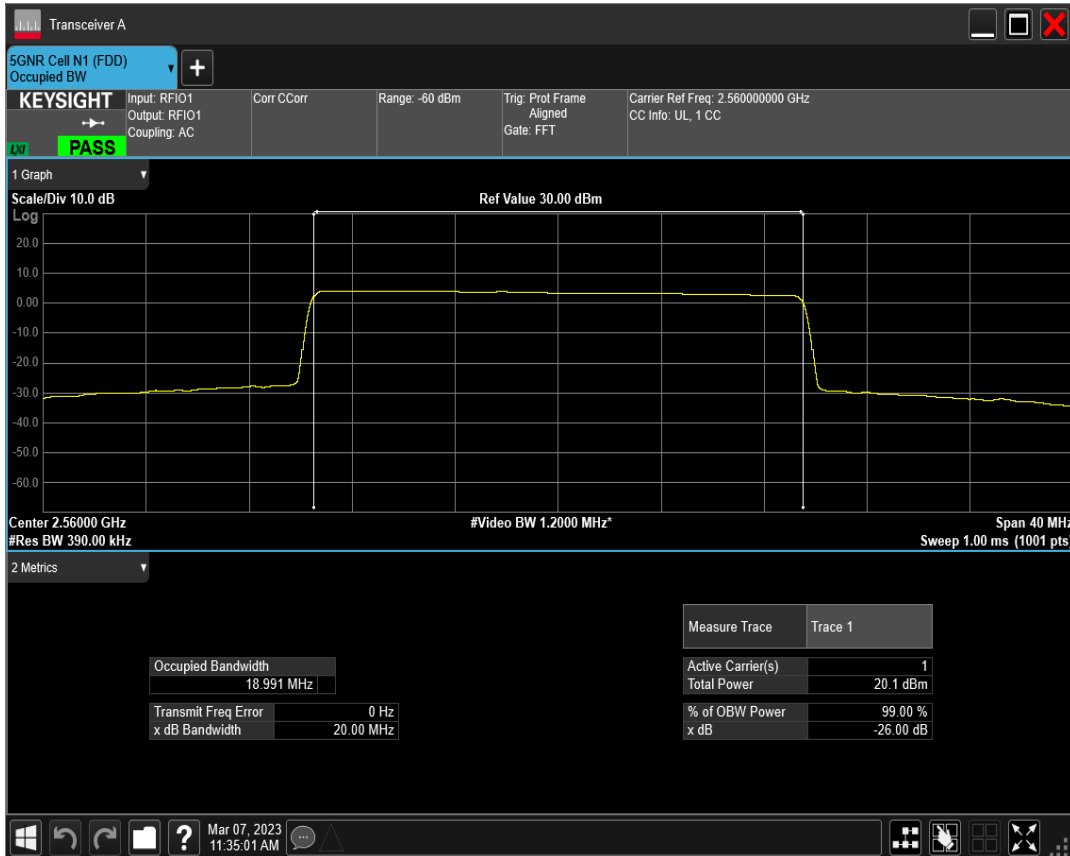 Transceiver A
5GNR Cell N1 (FDD)
Occupied BW
+
KEYSIGHT
LXI
PASS
Input: RFIO1
Output: RFIO1
Coupling: AC
Corr CCorr
Range: -60 dBm
Trig: Prot Frame
Aligned
Gate: FFT
Carrier Ref Freq: 2.560000000 GHz
CC Info: UL, 1 CC
1 Graph
Scale/Div 10.0 dB
Ref Value 30.00 dBm
Log
20.0
10.0
0.00
-10.0
-20.0
-30.0
-40.0
-50.0
-60.0
Center 2.56000 GHz
#Video BW 1.2000 MHz*
Span 40 MHz
#Res BW 390.00 kHz
Sweep 1.00 ms (1001 pts)
2 Metrics
Measure Trace Trace 1
Occupied Bandwidth
18.991 MHz
Active Carrier(s) 1
Total Power 20.1 dBm
Transmit Freq Error 0 Hz
x dB Bandwidth 20.00 MHz
% of OBW Power 99.00 %
x dB -26.00 dB
?
Mar 07, 2023
11:35:01 AM